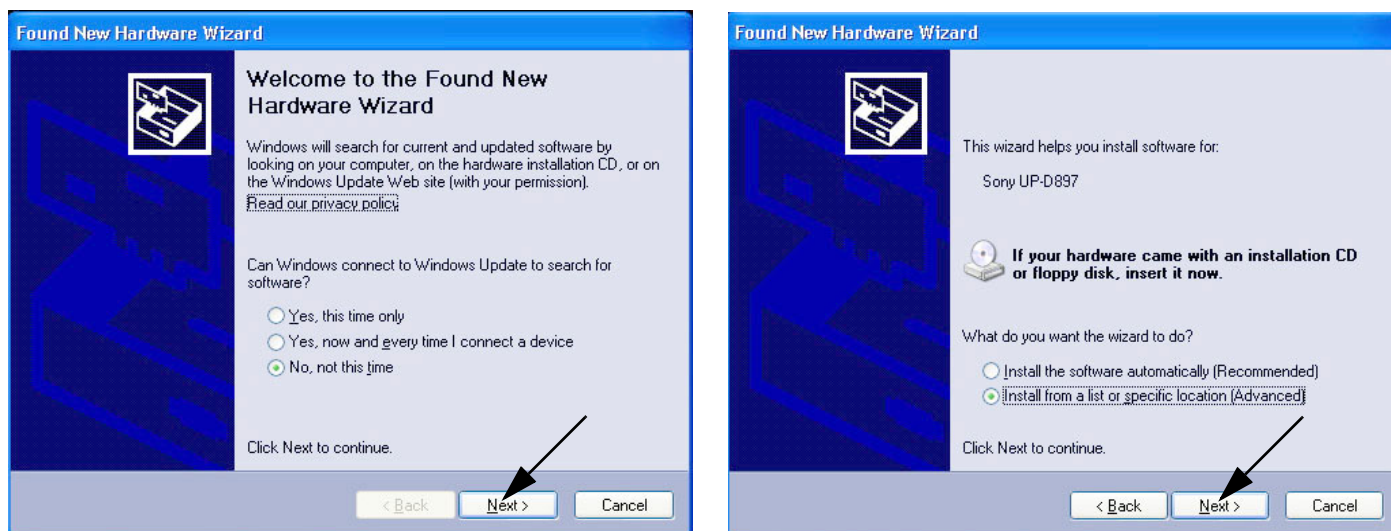 Found New Hardware Wizard
Welcome to the Found New
Hardware Wizard
Windows will search for current and updated software by
looking on your computer, on the hardware installation CD, or on
the Windows Update Web site (with your permission).
Read our privacy policy
Can Windows connect to Windows Update to search for
software?
Yes, this time only
Yes, now and every time I connect a device
No, not this time
Click Next to continue.
< Back
Next >
Cancel
Found New Hardware Wizard
This wizard helps you install software for:
Sony UP-D897
If your hardware came with an installation CD
or floppy disk, insert it now.
What do you want the wizard to do?
Install the software automatically (Recommended)
Install from a list or specific location (Advanced)
Click Next to continue.
< Back
Next >
Cancel